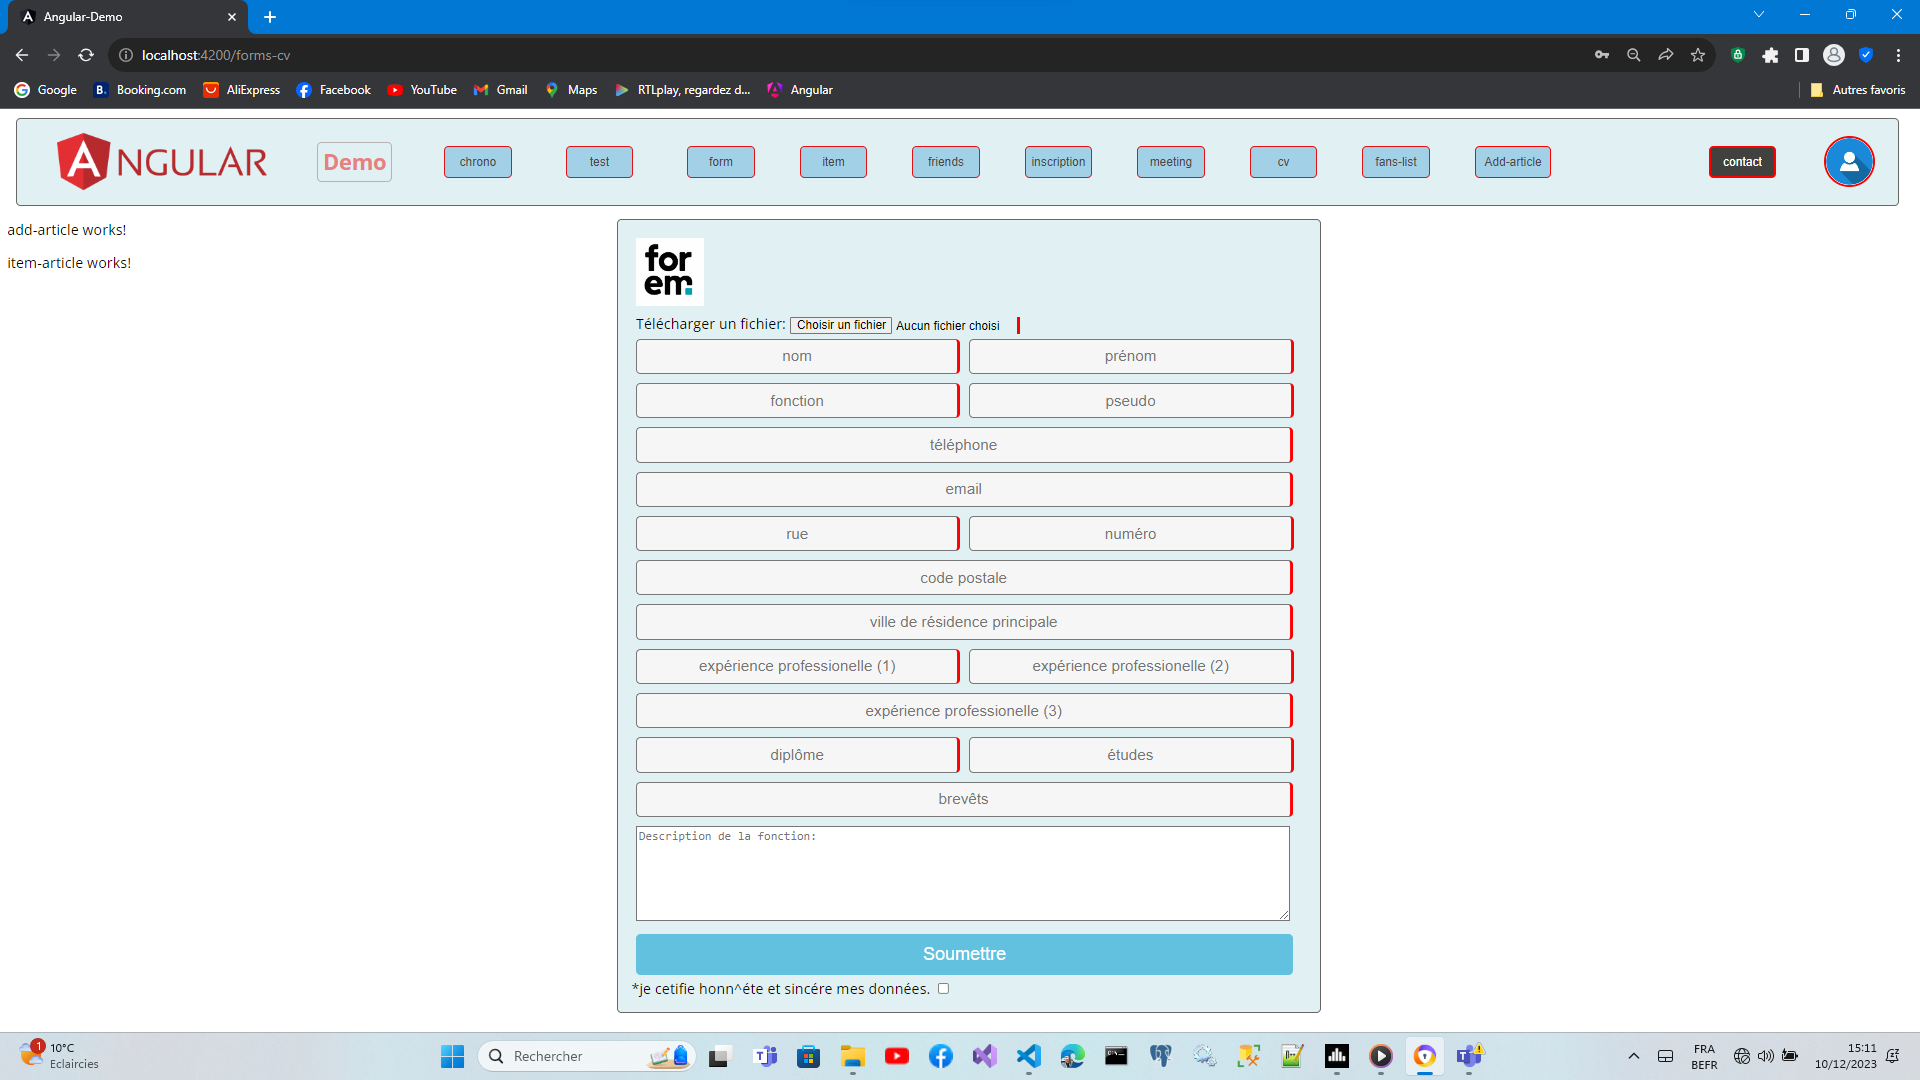 Angular-Demo
localhost:4200/forms-cv
Google Booking.com AliExpress Facebook YouTube Gmail Maps RTLplay, regardez d... Angular Autres favoris
ANGULAR Demo chrono test form item friends inscription meeting cv fans-list Add-article contact
add-article works!
item-article works!
for
em
Télécharger un fichier: Choisir un fichier Aucun fichier choisi
nom prénom
fonction pseudo
téléphone
email
rue numéro
code postale
ville de résidence principale
expérience professionelle (1) expérience professionelle (2)
expérience professionelle (3)
diplôme études
brevêts
Description de la fonction:
Soumettre
*je cetifie honn^éte et sincére mes données.
1 10°C
Eclaircies
Rechercher
FRA
BEFR
15:11
10/12/2023